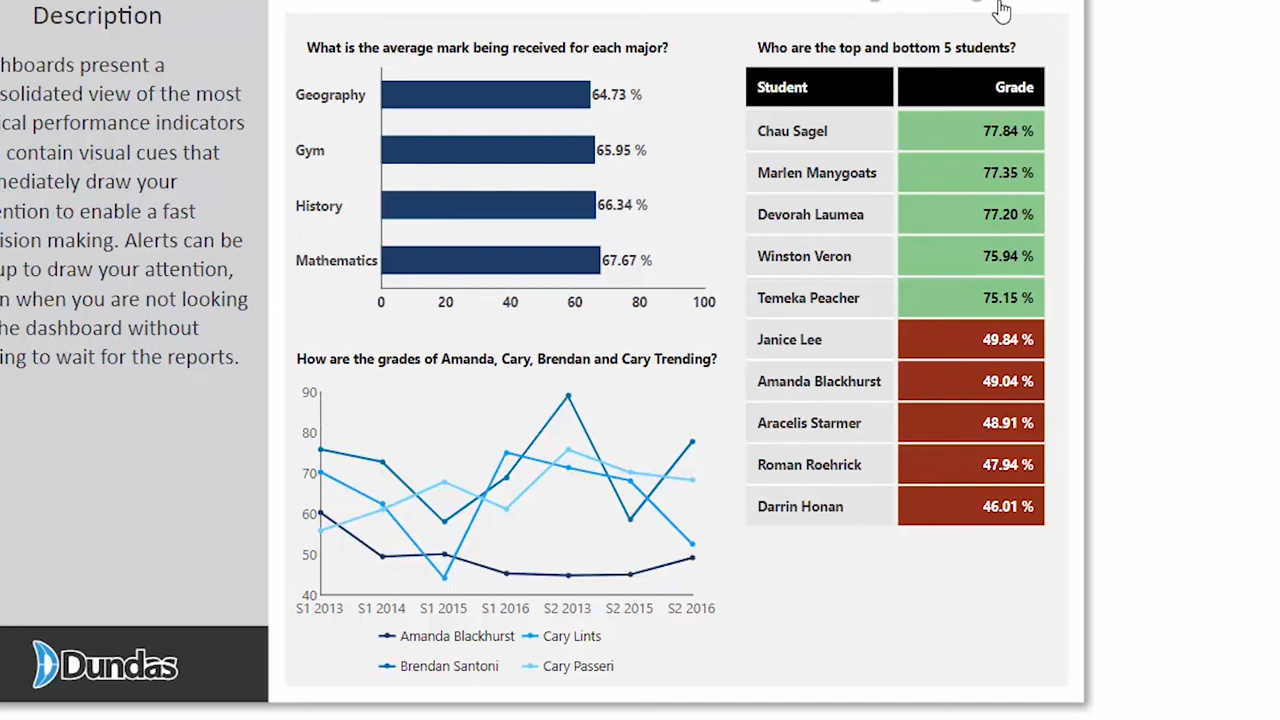 Description
hboards present a
solidated view of the most
ical performance indicators
contain visual cues that
mediately draw your
ention to enable a fast
ision making. Alerts can be
up to draw your attention,
n when you are not looking
he dashboard without
ing to wait for the reports.
Dundas
What is the average mark being received for each major?
Geography 64.73 %
Gym 65.95 %
History 66.34 %
Mathematics 67.67 %
0 20 40 60 80 100
How are the grades of Amanda, Cary, Brendan and Cary Trending?
90
80
70
60
50
40
S1 2013 S1 2014 S1 2015 S1 2016 S2 2013 S2 2015 S2 2016
Amanda Blackhurst Cary Lints
Brendan Santoni Cary Passeri
Who are the top and bottom 5 students?
Student Grade
Chau Sagel 77.84 %
Marlen Manygoats 77.35 %
Devorah Laumea 77.20 %
Winston Veron 75.94 %
Temeka Peacher 75.15 %
Janice Lee 49.84 %
Amanda Blackhurst 49.04 %
Aracelis Starmer 48.91 %
Roman Roehrick 47.94 %
Darrin Honan 46.01 %